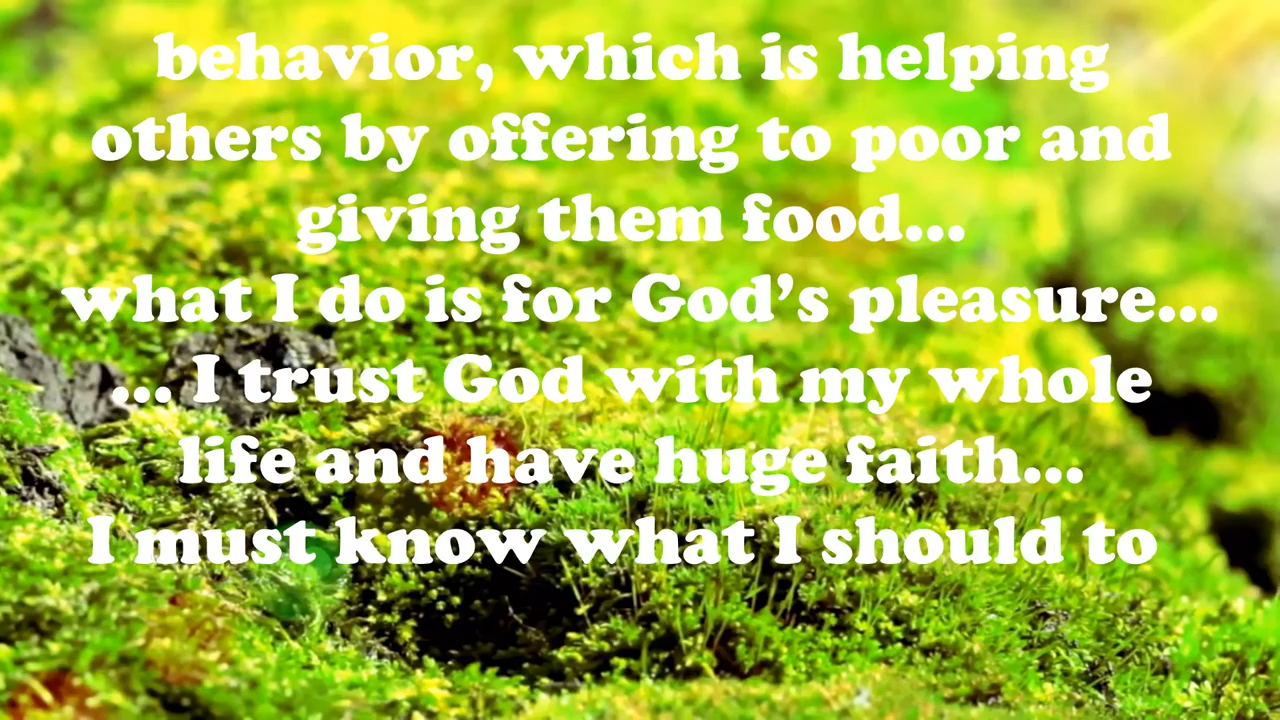 behavior, which is helping
others by offering to poor and
giving them food...
what I do is for God’s pleasure...
... I trust God with my whole
life and have huge faith...
I must know what I should to